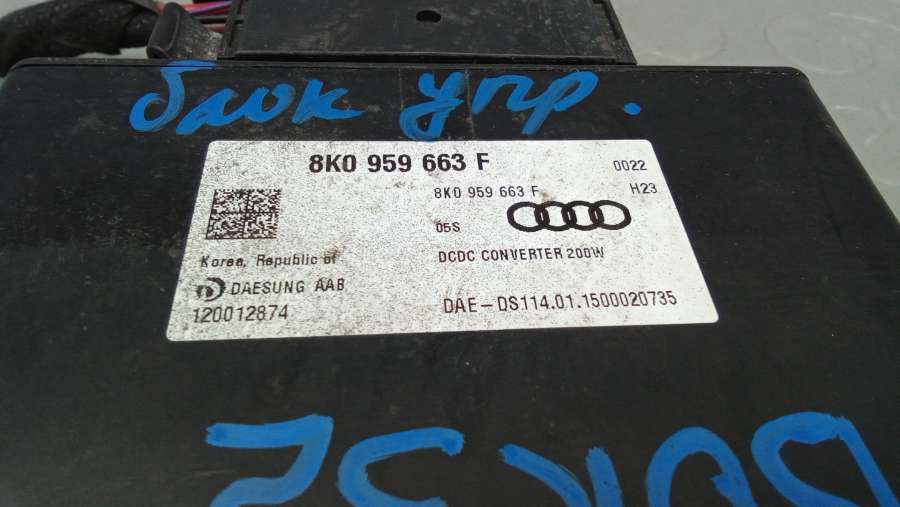 блок упр.
8K0 959 663 F
0022
8K0 959 663 F
H23
05S
DCDC CONVERTER 200W
Korea, Republic of
DAESUNG AAB
120012874
DAE-DS114.01.1500020735